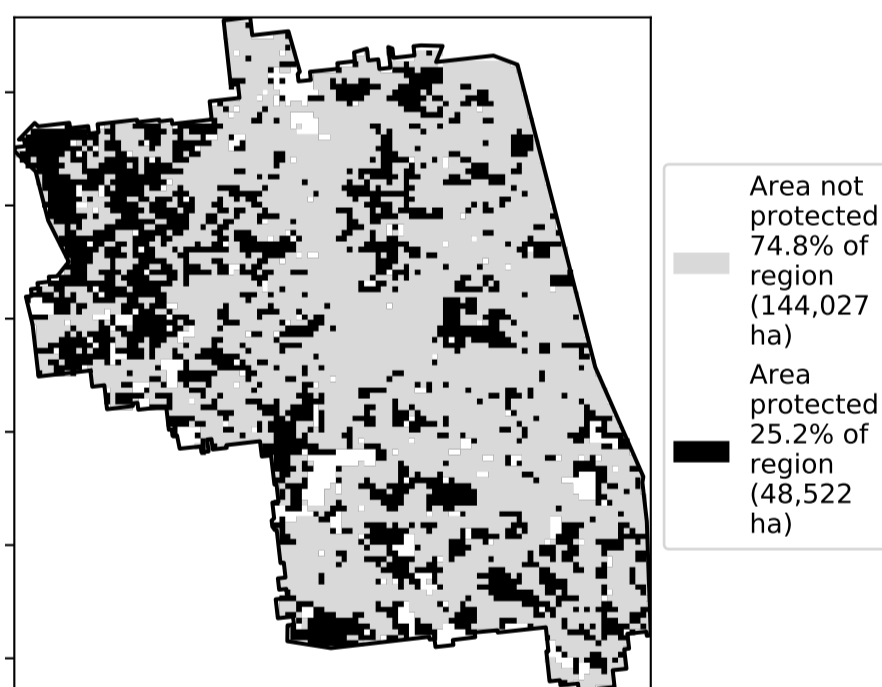 Area not
protected
74.8% of
region
(144,027
ha)
Area
protected
25.2% of
region
(48,522
ha)